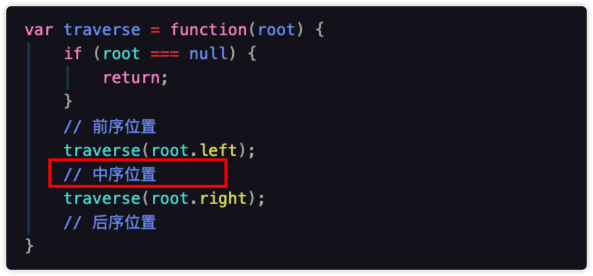 var traverse = function(root) {
    if (root === null) {
        return;
    }
    // 前序位置
    traverse(root.left);
    // 中序位置
    traverse(root.right);
    // 后序位置
}